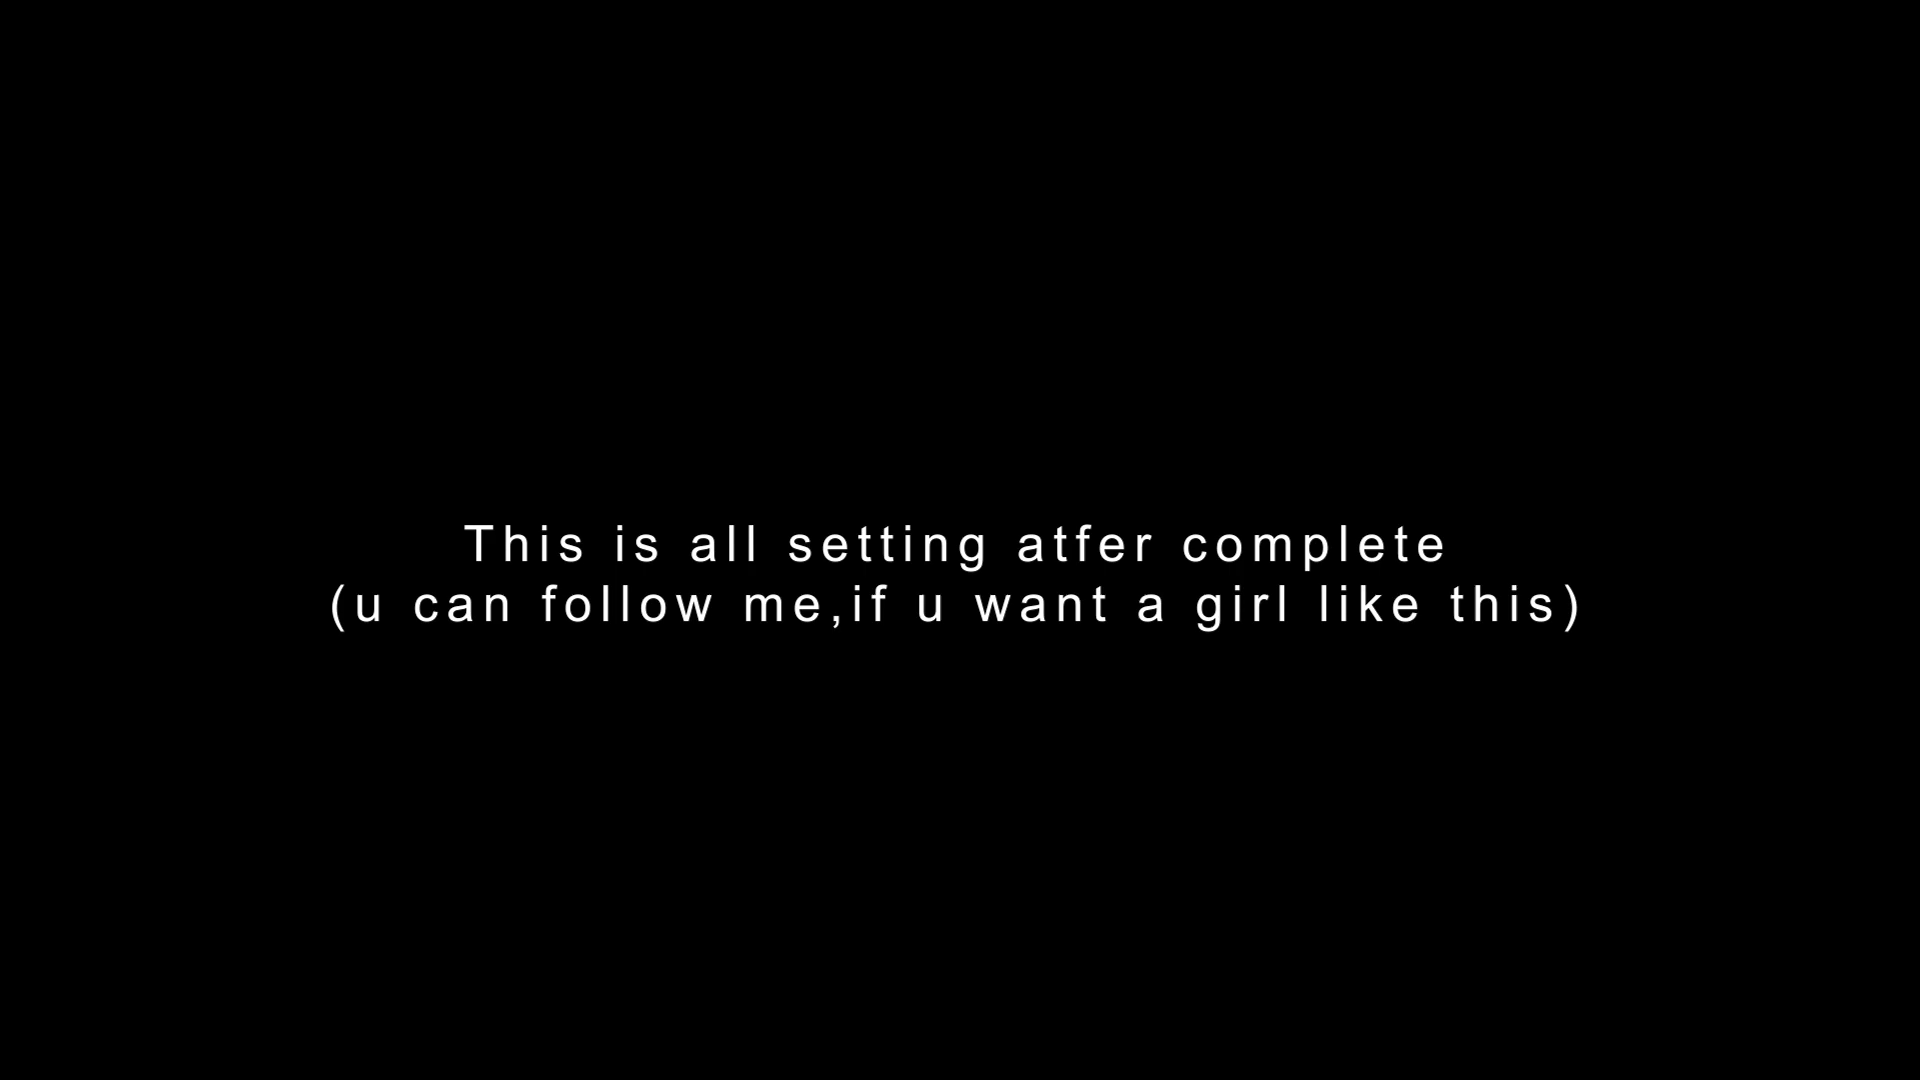 This is all setting atfer complete
(u can follow me,if u want a girl like this)